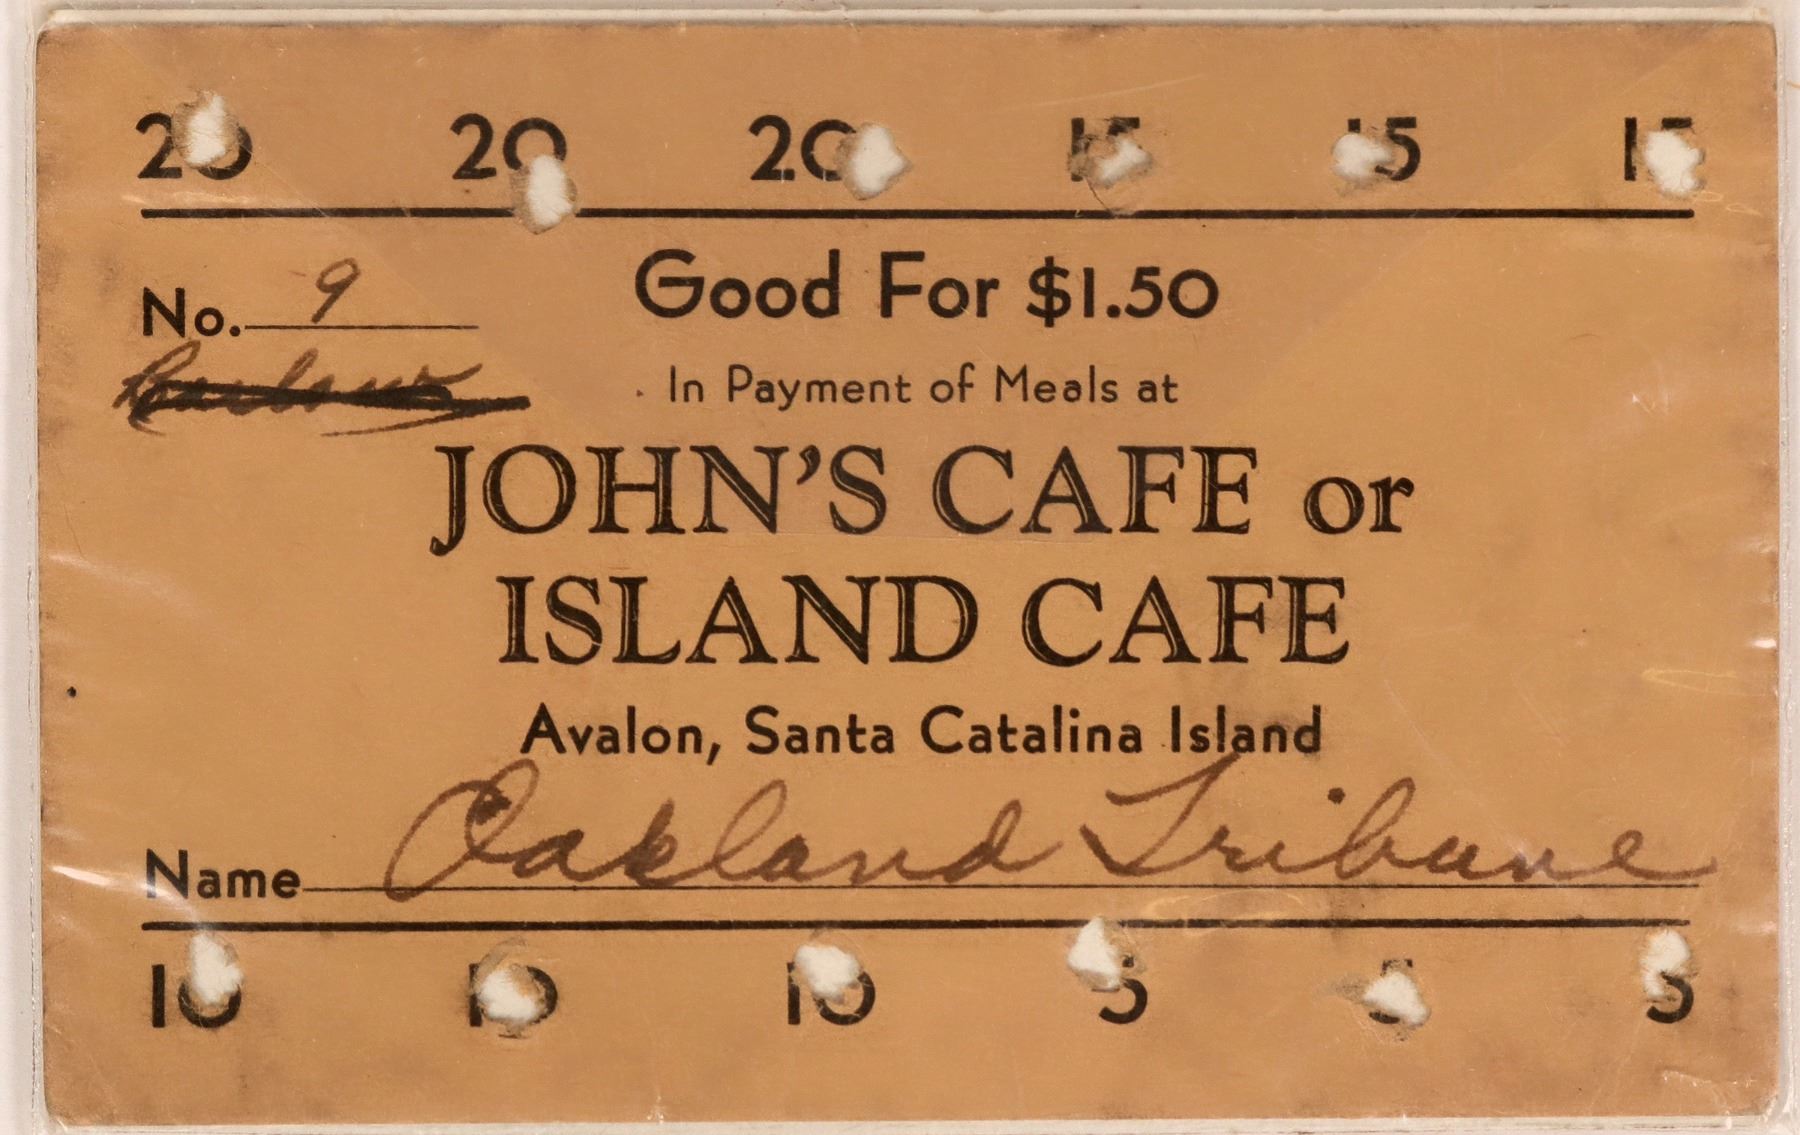 20 20 20 15 15 15
No. 9
Good For $1.50
In Payment of Meals at
JOHN'S CAFE or
ISLAND CAFE
Avalon, Santa Catalina Island
Name Oakland Tribune
10 10 10 5 5 5